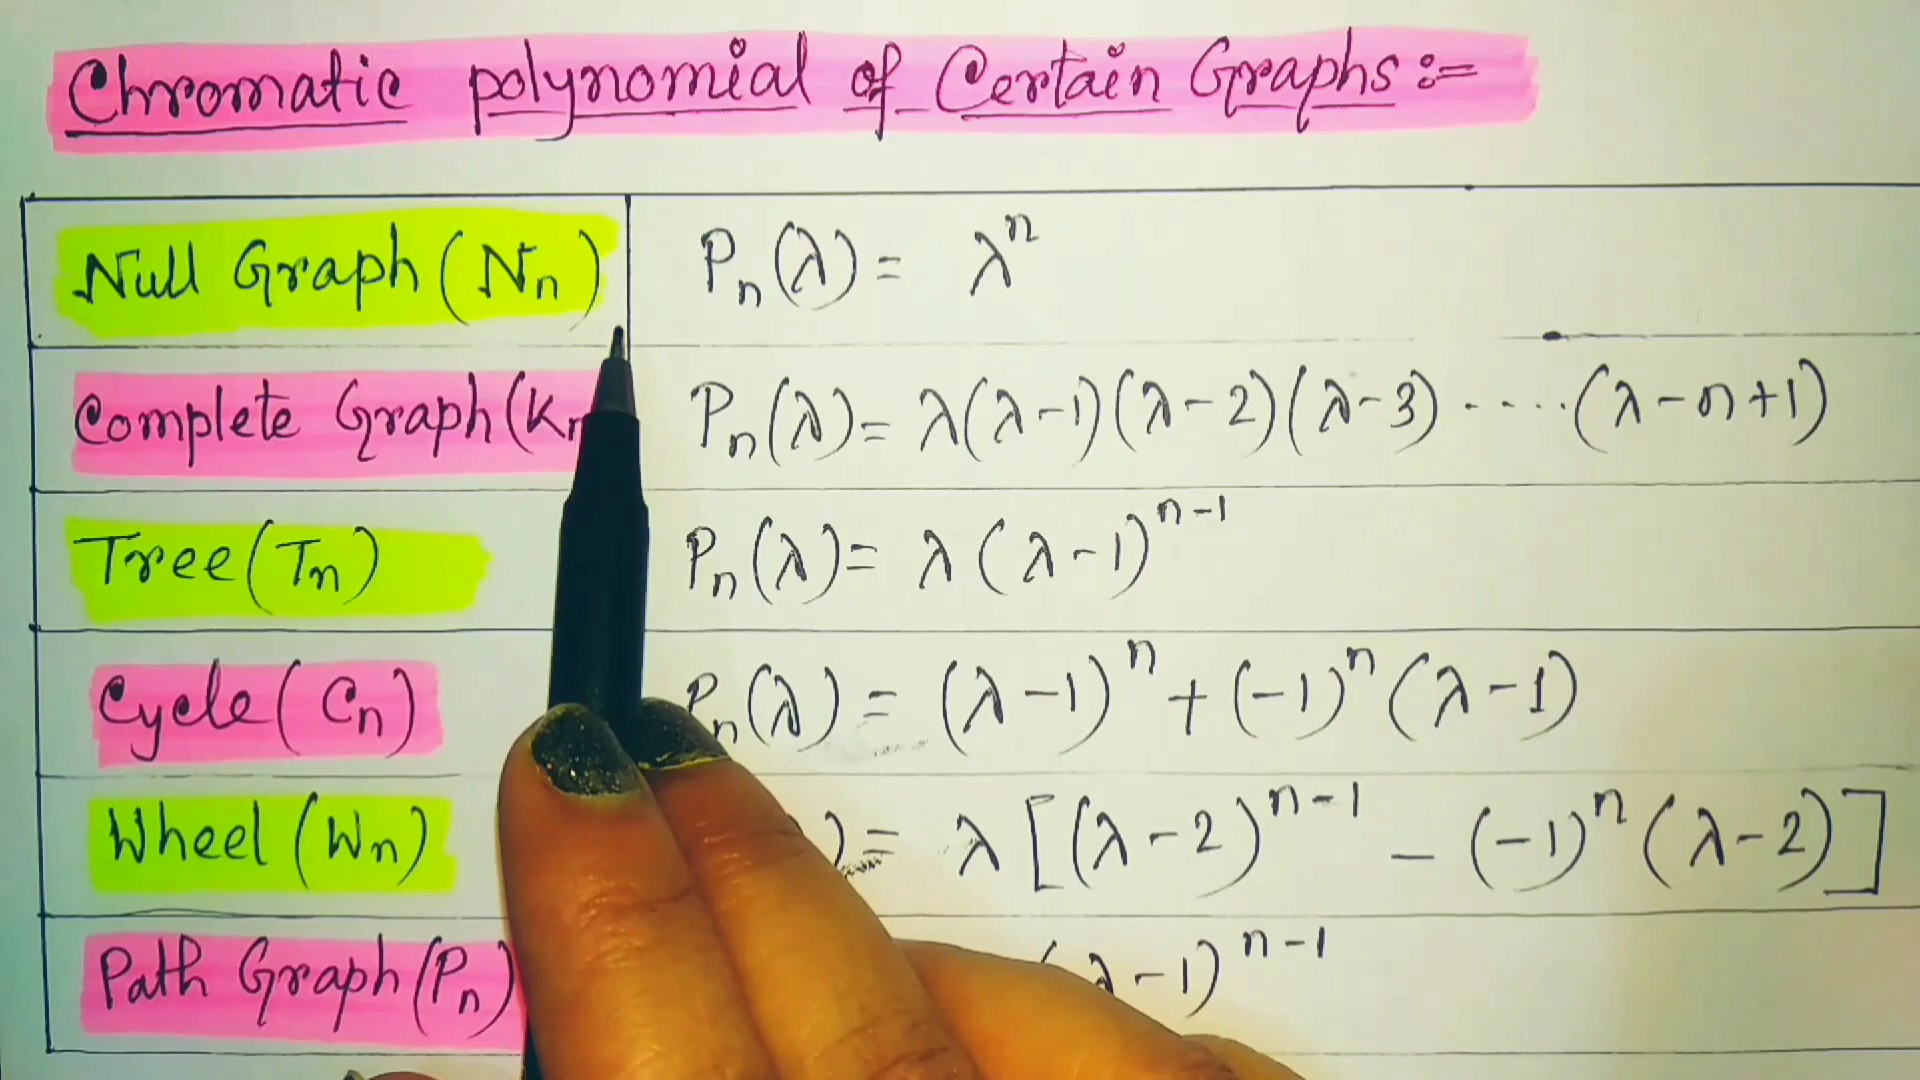 Chromatic polynomial of Certain Graphs :-
Null Graph (Nn) Pn(λ) = λ^n
Complete Graph (Kn Pn(λ) = λ(λ-1)(λ-2)(λ-3) ----- (λ-n+1)
Tree (Tn) Pn(λ) = λ(λ-1)^n-1
Cycle (Cn) Pn(λ) = (λ-1)^n + (-1)^n (λ-1)
Wheel (Wn) ) = λ[(λ-2)^n-1 - (-1)^n (λ-2)]
Path Graph (Pn) (λ-1)^n-1